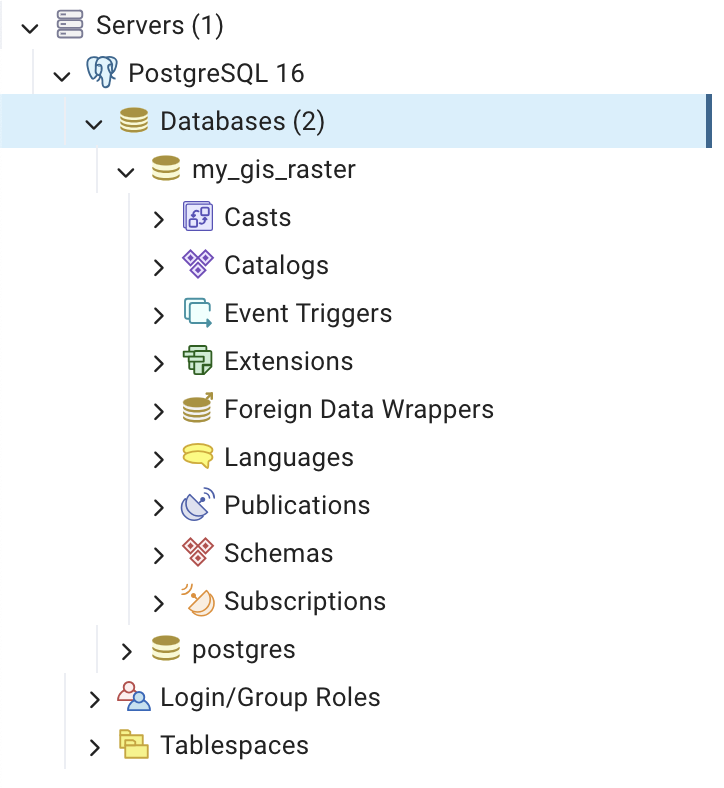 Servers (1)
PostgreSQL 16
Databases (2)
my_gis_raster
Casts
Catalogs
Event Triggers
Extensions
Foreign Data Wrappers
Languages
Publications
Schemas
Subscriptions
postgres
Login/Group Roles
Tablespaces